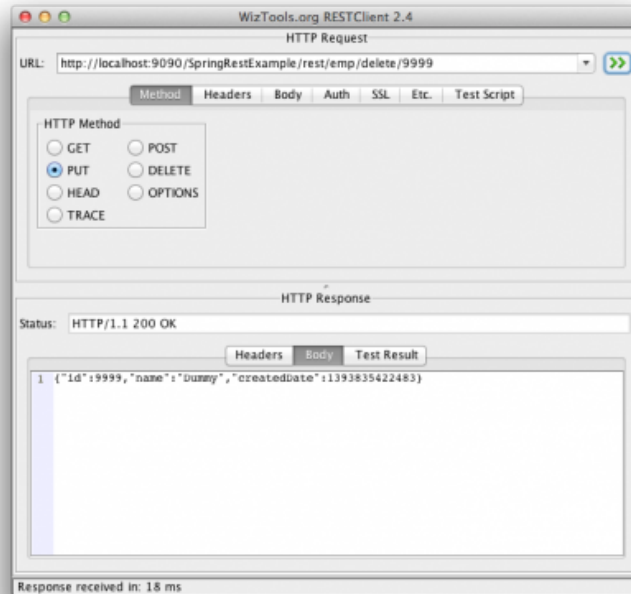 WizTools.org RESTClient 2.4
HTTP Request
URL: http://localhost:9090/SpringRestExample/rest/emp/delete/9999
Method Headers Body Auth SSL Etc. Test Script
HTTP Method
GET POST
PUT DELETE
HEAD OPTIONS
TRACE
HTTP Response
Status: HTTP/1.1 200 OK
Headers Body Test Result
1 {"id":9999,"name":"Dummy","createdDate":1393835422483}
Response received in: 18 ms